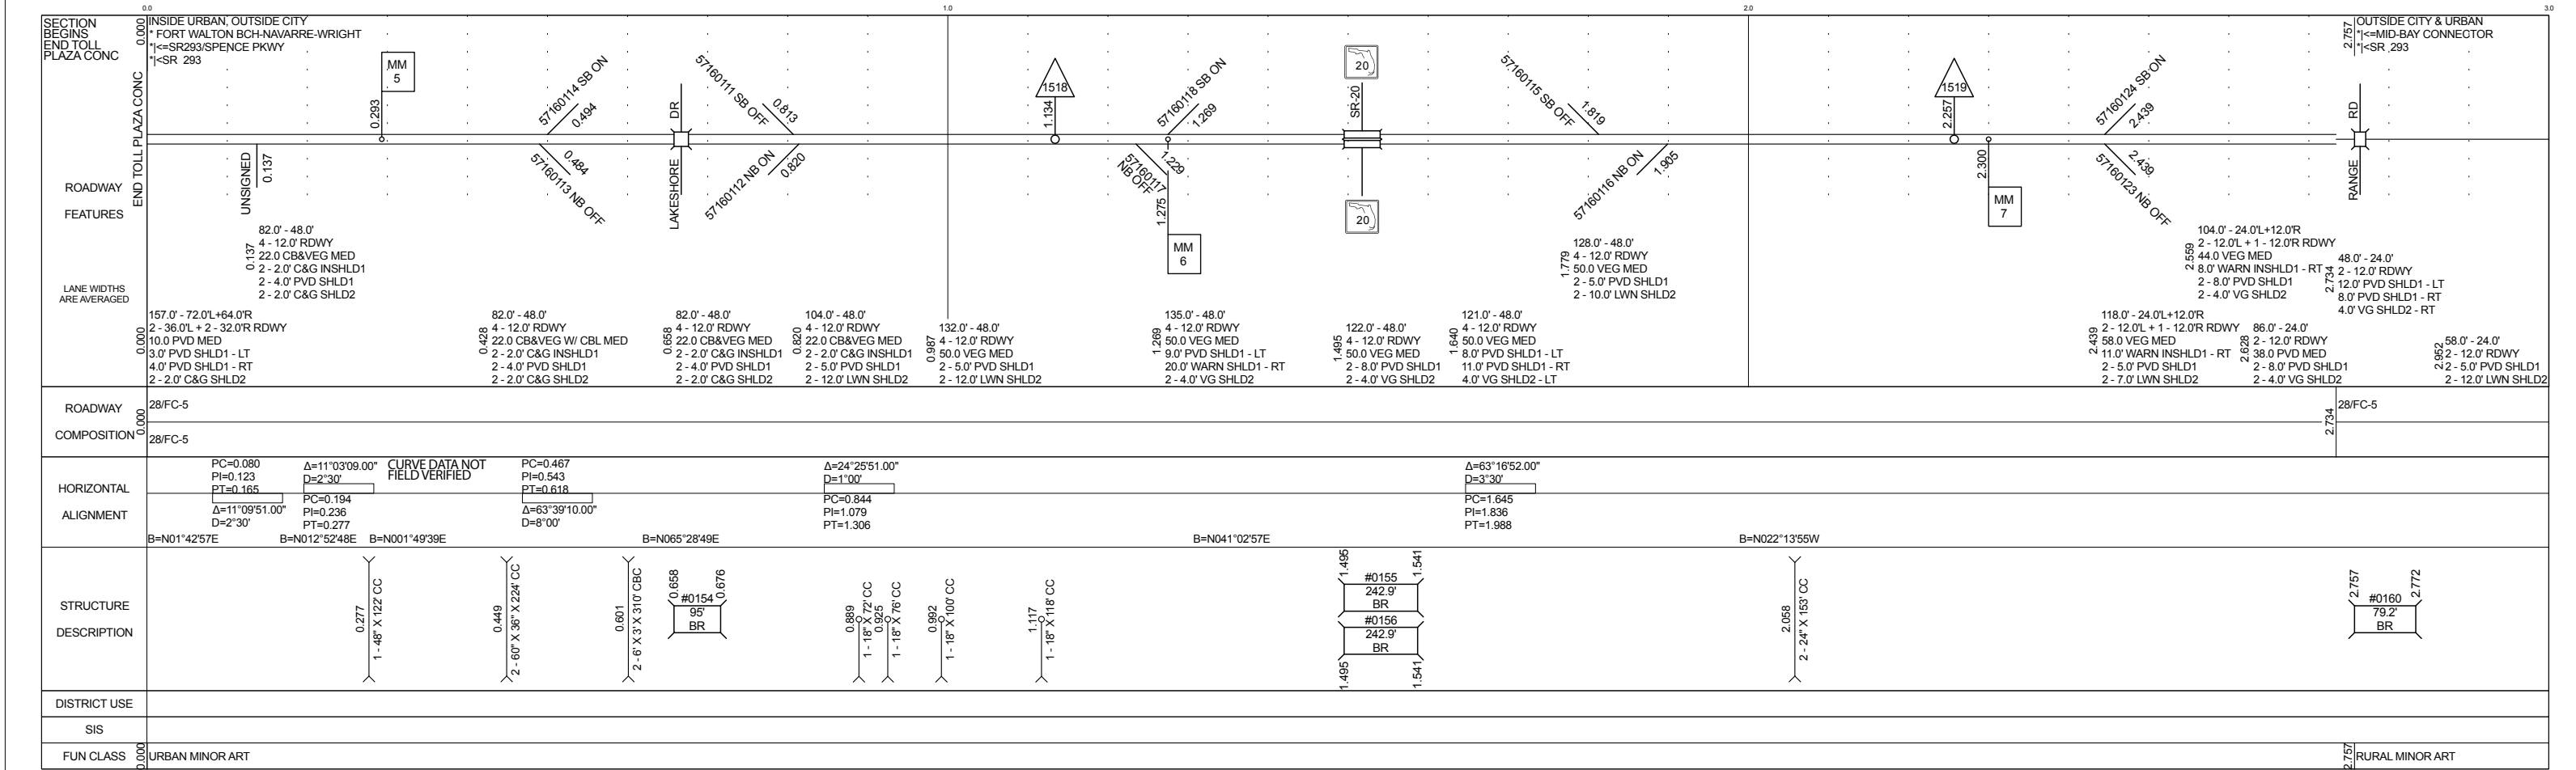 0.0
1.0
2.0
3.0
SECTION
BEGINS
END TOLL
PLAZA CONC
0.000
INSIDE URBAN, OUTSIDE CITY
* FORT WALTON BCH-NAVARRE-WRIGHT
*|<=SR293/SPENCE PKWY
*|<SR 293
2.757
OUTSIDE CITY & URBAN
*|<=MID-BAY CONNECTOR
*|<SR 293
ROADWAY
FEATURES
END TOLL PLAZA CONC
UNSIGNED
0.137
0.293
MM
5
57160114 SB ON
0.494
0.484
57160113 NB OFF
LAKESHORE DR
57160111 SB OFF
0.813
57160112 NB ON
0.820
1518
1.134
57160118 SB ON
1.269
1.229
57160117
NB OFF
1.275
MM
6
20
SR-20
20
57160115 SB OFF
1.819
57160116 NB ON
1.905
1519
2.257
2.300
MM
7
57160124 SB ON
2.439
2.439
57160123 NB OFF
RANGE RD
LANE WIDTHS
ARE AVERAGED
0.000
157.0' - 72.0'L+64.0'R
2 - 36.0'L + 2 - 32.0'R RDWY
10.0 PVD MED
3.0' PVD SHLD1 - LT
4.0' PVD SHLD1 - RT
2 - 2.0' C&G SHLD2
0.137
82.0' - 48.0'
4 - 12.0' RDWY
22.0 CB&VEG MED
2 - 2.0' C&G INSHLD1
2 - 4.0' PVD SHLD1
2 - 2.0' C&G SHLD2
0.428
82.0' - 48.0'
4 - 12.0' RDWY
22.0 CB&VEG W/ CBL MED
2 - 2.0' C&G INSHLD1
2 - 4.0' PVD SHLD1
2 - 2.0' C&G SHLD2
0.658
82.0' - 48.0'
4 - 12.0' RDWY
22.0 CB&VEG MED
2 - 2.0' C&G INSHLD1
2 - 4.0' PVD SHLD1
2 - 2.0' C&G SHLD2
0.820
104.0' - 48.0'
4 - 12.0' RDWY
22.0 CB&VEG MED
2 - 2.0' C&G INSHLD1
2 - 5.0' PVD SHLD1
2 - 12.0' LWN SHLD2
0.987
132.0' - 48.0'
4 - 12.0' RDWY
50.0 VEG MED
2 - 5.0' PVD SHLD1
2 - 12.0' LWN SHLD2
1.269
135.0' - 48.0'
4 - 12.0' RDWY
50.0 VEG MED
9.0' PVD SHLD1 - LT
20.0' WARN SHLD1 - RT
2 - 4.0' VG SHLD2
1.495
122.0' - 48.0'
4 - 12.0' RDWY
50.0 VEG MED
2 - 8.0' PVD SHLD1
2 - 4.0' VG SHLD2
1.640
121.0' - 48.0'
4 - 12.0' RDWY
50.0 VEG MED
8.0' PVD SHLD1 - LT
11.0' PVD SHLD1 - RT
4.0' VG SHLD2 - LT
1.779
128.0' - 48.0'
4 - 12.0' RDWY
50.0 VEG MED
2 - 5.0' PVD SHLD1
2 - 10.0' LWN SHLD2
2.439
118.0' - 24.0'L+12.0'R
2 - 12.0'L + 1 - 12.0'R RDWY
58.0 VEG MED
11.0' WARN INSHLD1 - RT
2 - 5.0' PVD SHLD1
2 - 7.0' LWN SHLD2
2.559
104.0' - 24.0'L+12.0'R
2 - 12.0'L + 1 - 12.0'R RDWY
44.0 VEG MED
8.0' WARN INSHLD1 - RT
2 - 8.0' PVD SHLD1
2 - 4.0' VG SHLD2
2.628
86.0' - 24.0'
2 - 12.0' RDWY
38.0 PVD MED
2 - 8.0' PVD SHLD1
2 - 4.0' VG SHLD2
2.734
48.0' - 24.0'
2 - 12.0' RDWY
12.0' PVD SHLD1 - LT
8.0' PVD SHLD1 - RT
4.0' VG SHLD2 - RT
2.952
58.0' - 24.0'
2 - 12.0' RDWY
2 - 5.0' PVD SHLD1
2 - 12.0' LWN SHLD2
ROADWAY
COMPOSITION
0.000
28/FC-5
28/FC-5
2.734
28/FC-5
HORIZONTAL
ALIGNMENT
PC=0.080
PI=0.123
PT=0.165
Δ=11°09'51.00"
D=2°30'
Δ=11°03'09.00"
D=2°30'
PC=0.194
PI=0.236
PT=0.277
CURVE DATA NOT
FIELD VERIFIED
PC=0.467
PI=0.543
PT=0.618
Δ=63°39'10.00"
D=8°00'
Δ=24°25'51.00"
D=1°00'
PC=0.844
PI=1.079
PT=1.306
Δ=63°16'52.00"
D=3°30'
PC=1.645
PI=1.836
PT=1.988
B=N01°42'57E
B=N012°52'48E
B=N001°49'39E
B=N065°28'49E
B=N041°02'57E
B=N022°13'55W
STRUCTURE
DESCRIPTION
0.277
1 - 48" X 122' CC
0.449
2 - 60" X 36" X 224' CC
0.601
2 - 6' X 3' X 310' CBC
0.658
0.676
#0154
95'
BR
0.889
1 - 18" X 72' CC
0.925
1 - 18" X 76' CC
0.992
1 - 18" X 100' CC
1.117
1 - 18" X 118' CC
1.495
1.541
#0155
242.9'
BR
#0156
242.9'
BR
1.495
1.541
2.058
2 - 24" X 153' CC
2.757
2.772
#0160
79.2'
BR
DISTRICT USE
SIS
FUN CLASS
0.000
URBAN MINOR ART
2.757
RURAL MINOR ART